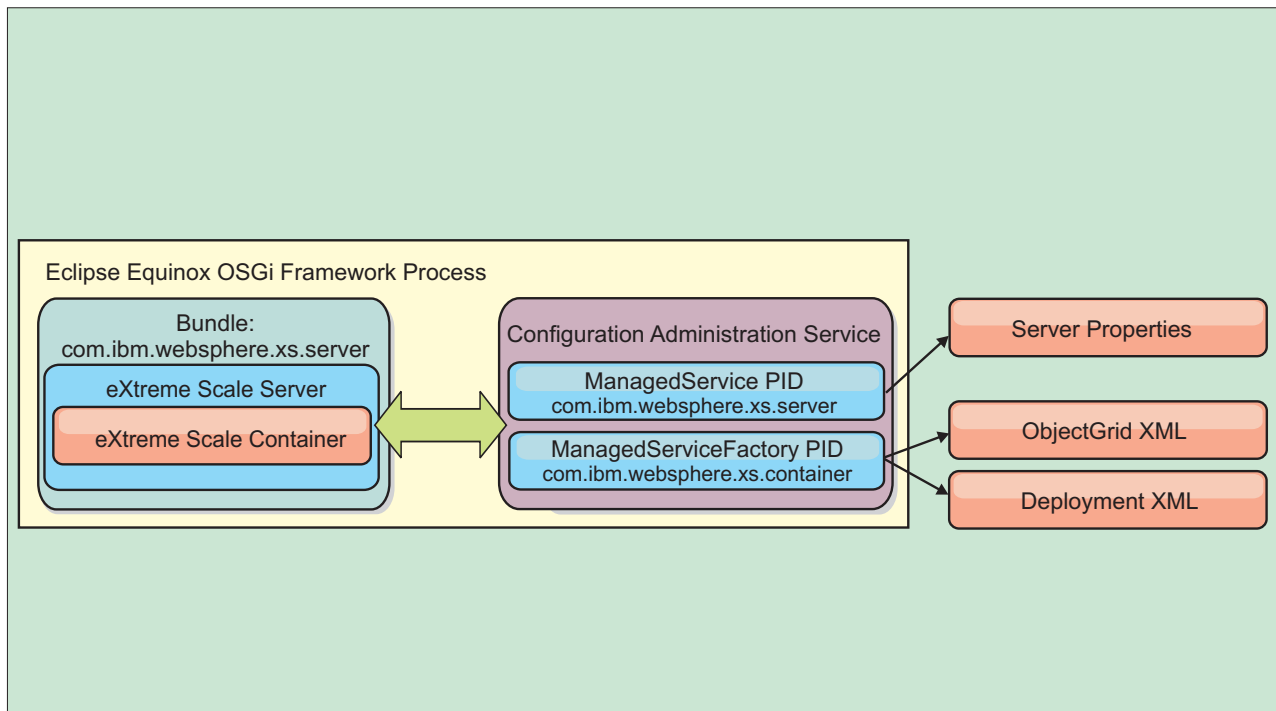 Eclipse Equinox OSGi Framework Process
Bundle:
com.ibm.websphere.xs.server
eXtreme Scale Server
eXtreme Scale Container
Configuration Administration Service
ManagedService PID
com.ibm.websphere.xs.server
ManagedServiceFactory PID
com.ibm.websphere.xs.container
Server Properties
ObjectGrid XML
Deployment XML